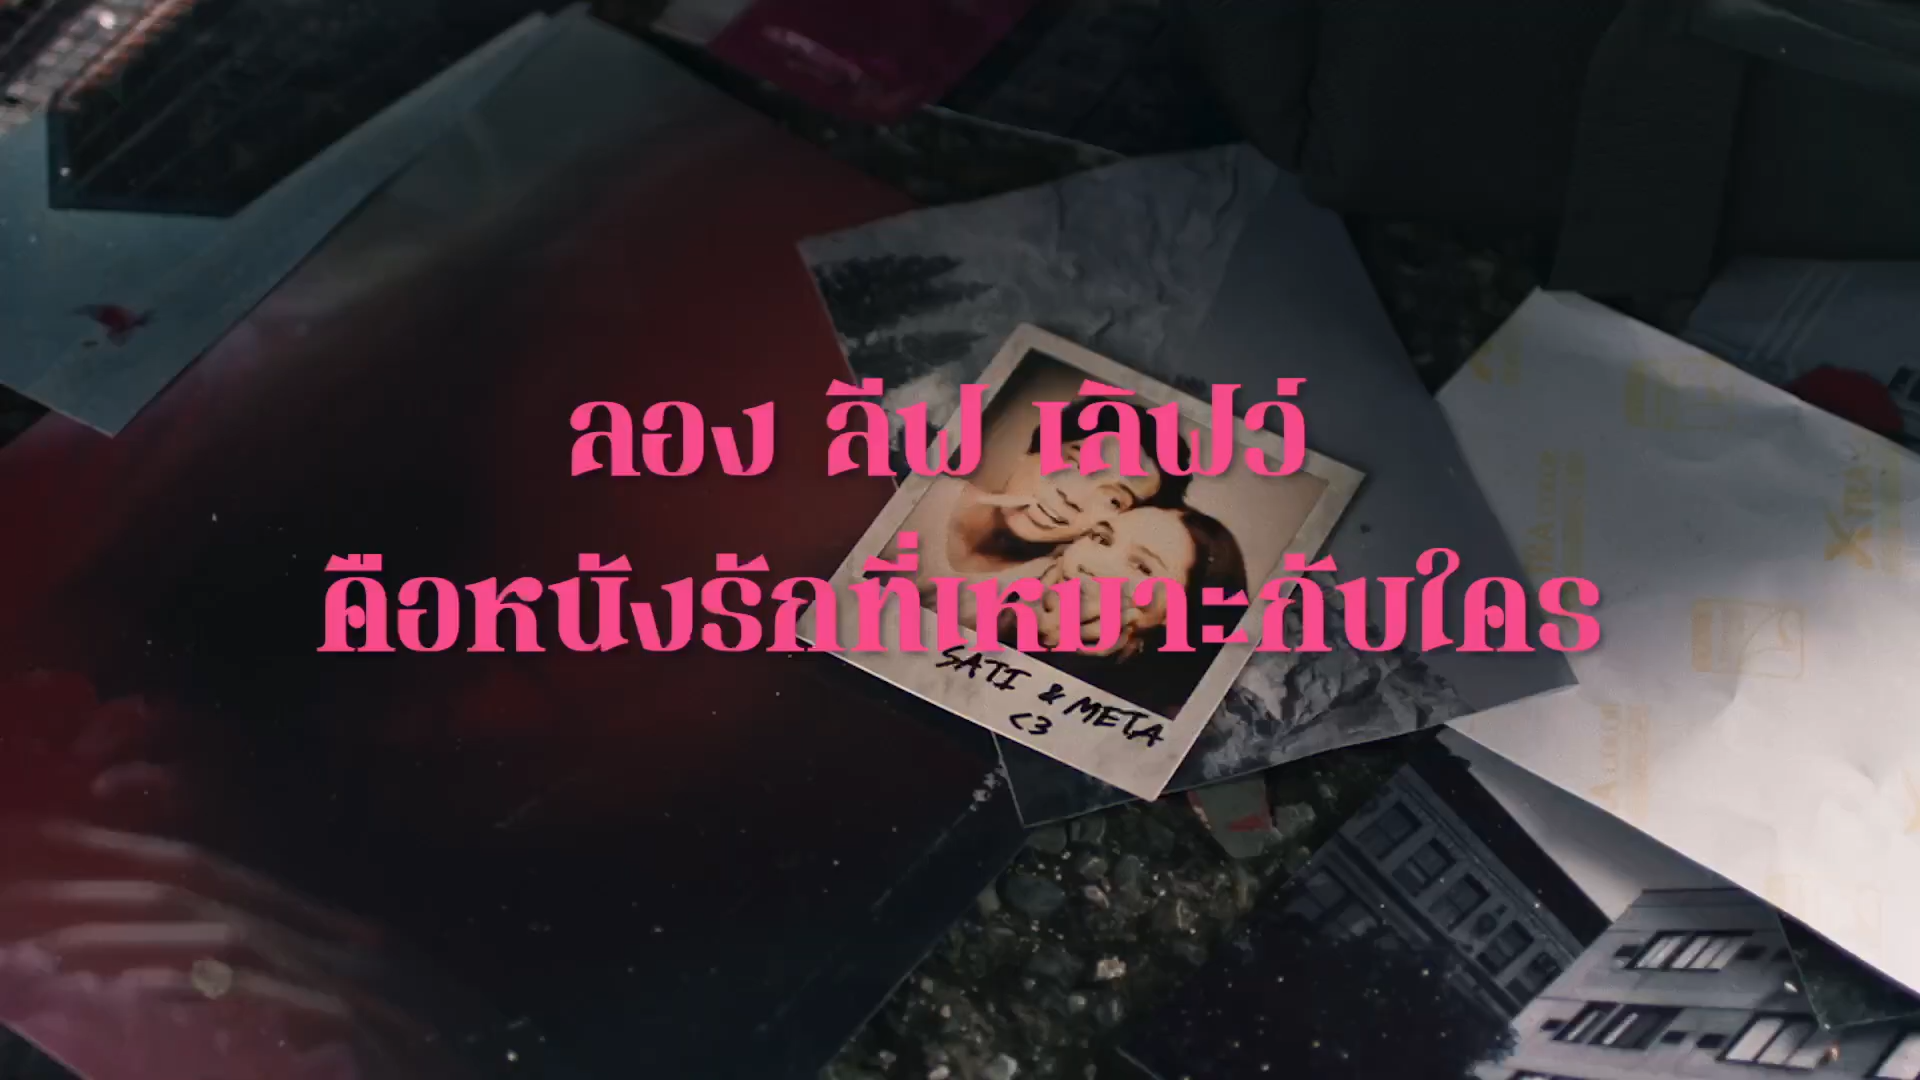 ลอง ลีฟ เลิฟว์
คือหนังรักที่เหมาะกับใคร
SATI & META
<3